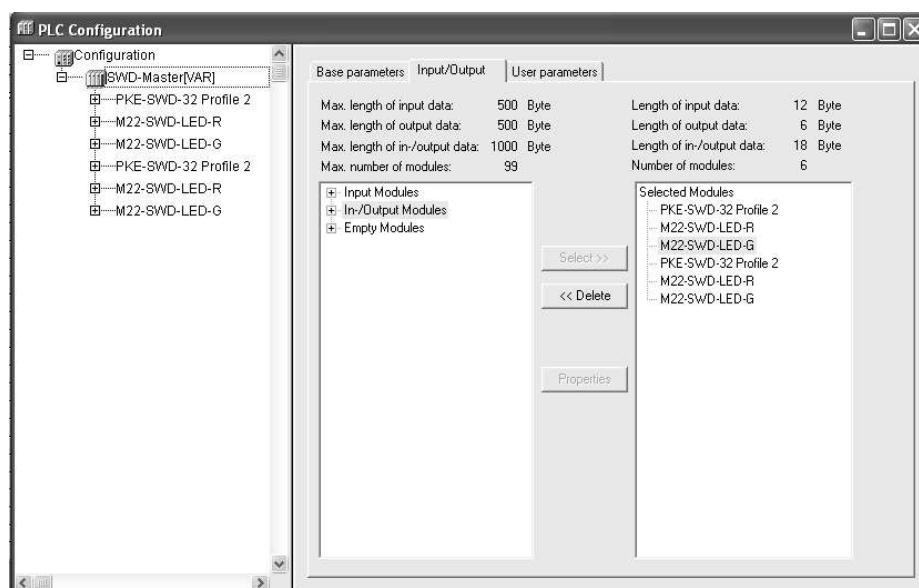 PLC Configuration
Configuration
SWD-Master[VAR]
PKE-SWD-32 Profile 2
M22-SWD-LED-R
M22-SWD-LED-G
PKE-SWD-32 Profile 2
M22-SWD-LED-R
M22-SWD-LED-G
Base parameters Input/Output User parameters
Max. length of input data: 500 Byte
Max. length of output data: 500 Byte
Max. length of in-/output data: 1000 Byte
Max. number of modules: 99
Length of input data: 12 Byte
Length of output data: 6 Byte
Length of in-/output data: 18 Byte
Number of modules: 6
Input Modules
In-/Output Modules
Empty Modules
Select >>
<< Delete
Properties
Selected Modules
PKE-SWD-32 Profile 2
M22-SWD-LED-R
M22-SWD-LED-G
PKE-SWD-32 Profile 2
M22-SWD-LED-R
M22-SWD-LED-G